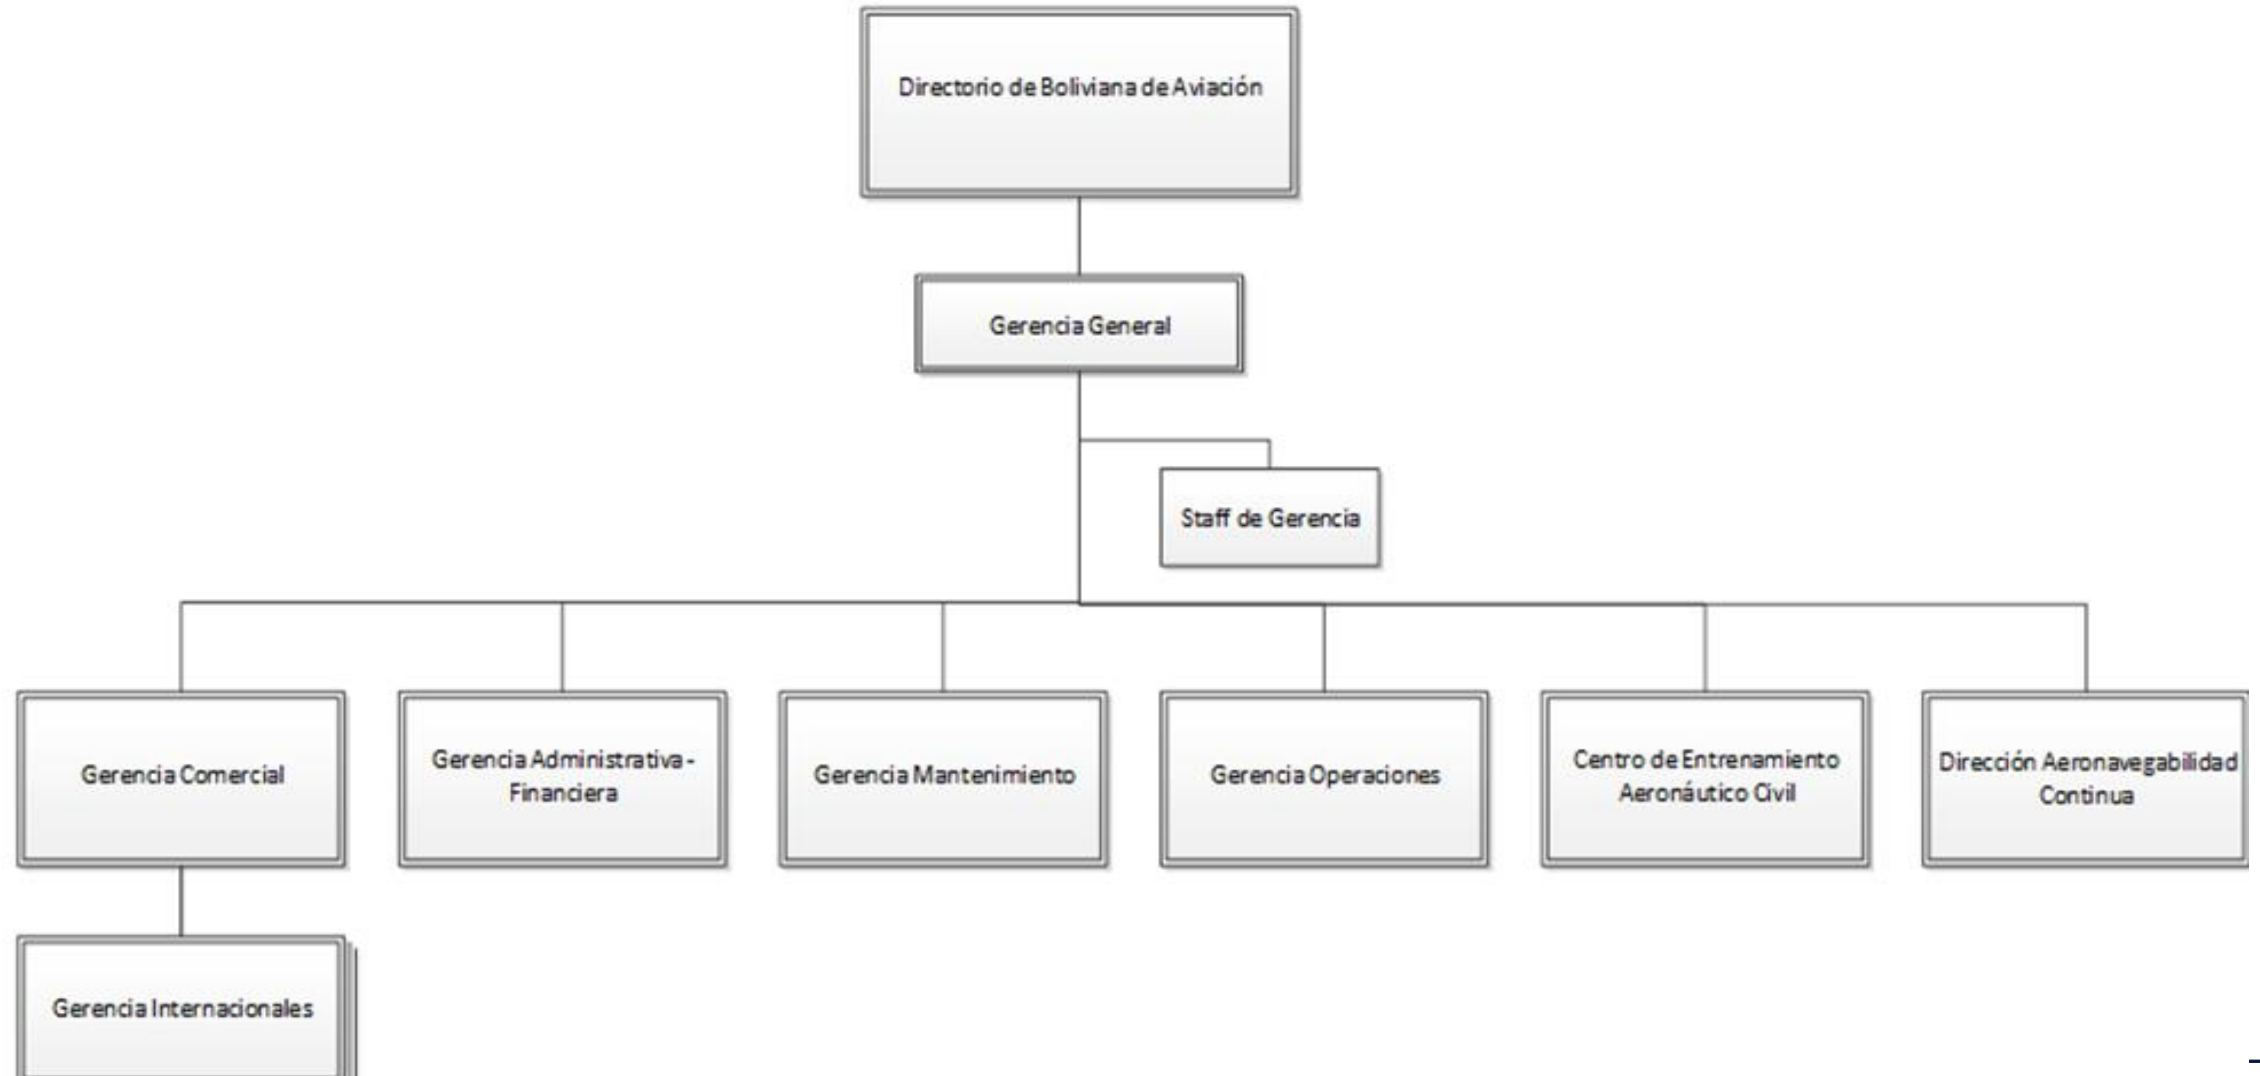 Directorio de Boliviana de Aviación
Gerencia General
Staff de Gerencia
Gerencia Comercial
Gerencia Administrativa -
Financiera
Gerencia Mantenimiento
Gerencia Operaciones
Centro de Entrenamiento
Aeronáutico Civil
Dirección Aeronavegabilidad
Continua
Gerencia Internacionales